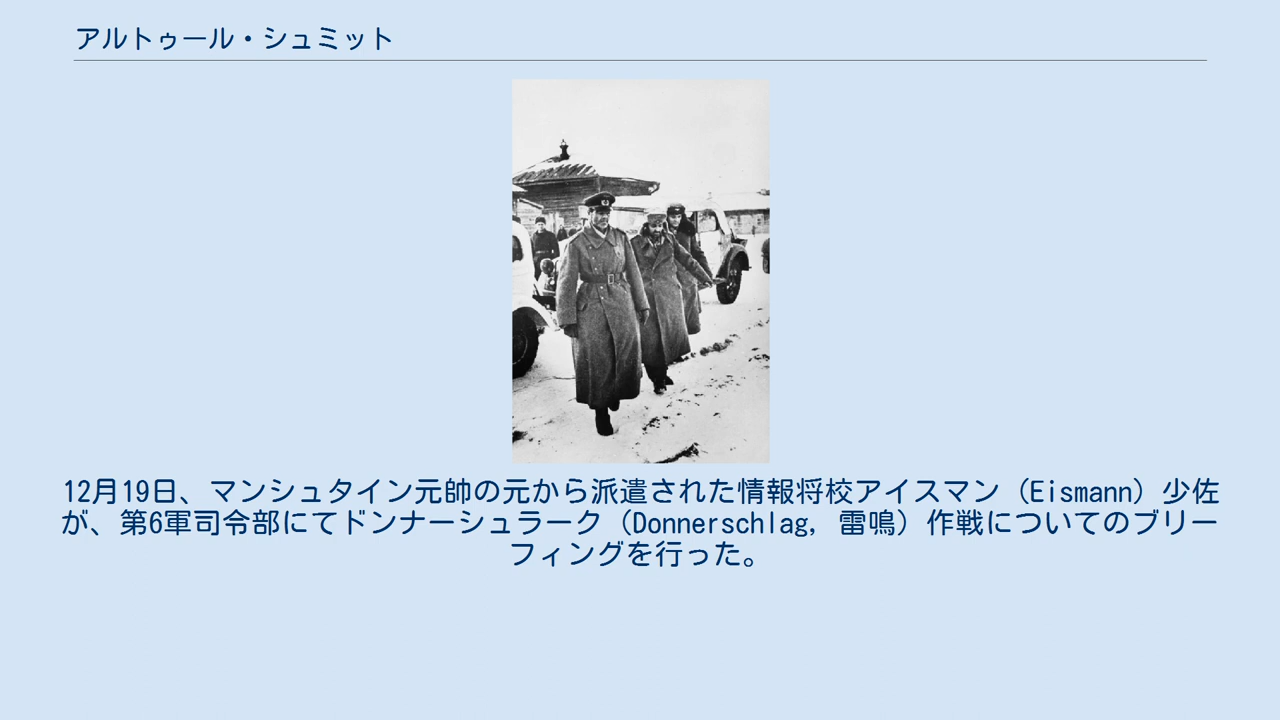 アルトゥール・シュミット
12月19日、マンシュタイン元帥の元から派遣された情報将校アイスマン（Eismann）少佐
が、第6軍司令部にてドンナーシュラーク（Donnerschlag, 雷鳴）作戦についてのブリー
フィングを行った。